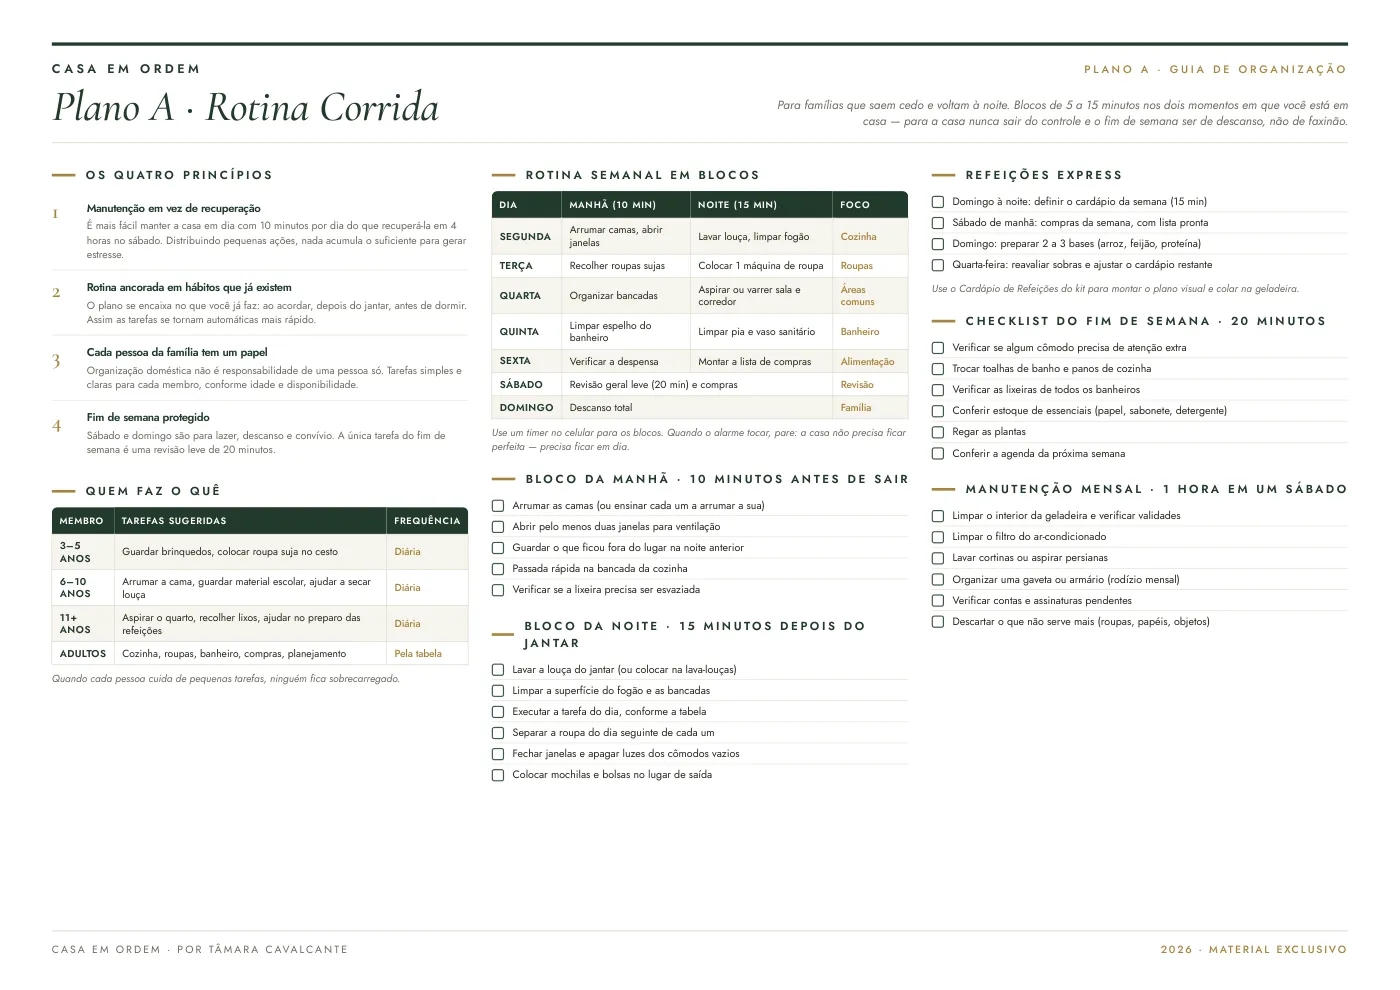 CASA EM ORDEM
PLANO A · GUIA DE ORGANIZAÇÃO
Plano A · Rotina Corrida
Para famílias que saem cedo e voltam à noite. Blocos de 5 a 15 minutos nos dois momentos em que você está em
casa — para a casa nunca sair do controle e o fim de semana ser de descanso, não de faxinão.
OS QUATRO PRINCÍPIOS
1
Manutenção em vez de recuperação
É mais fácil manter a casa em dia com 10 minutos por dia do que recuperá-la em 4
horas no sábado. Distribuindo pequenas ações, nada acumula o suficiente para gerar
estresse.
2
Rotina ancorada em hábitos que já existem
O plano se encaixa no que você já faz: ao acordar, depois do jantar, antes de dormir.
Assim as tarefas se tornam automáticas mais rápido.
3
Cada pessoa da família tem um papel
Organização doméstica não é responsabilidade de uma pessoa só. Tarefas simples e
claras para cada membro, conforme idade e disponibilidade.
4
Fim de semana protegido
Sábado e domingo são para lazer, descanso e convívio. A única tarefa do fim de
semana é uma revisão leve de 20 minutos.
QUEM FAZ O QUÊ
MEMBRO TAREFAS SUGERIDAS FREQUÊNCIA
3–5
ANOS
Guardar brinquedos, colocar roupa suja no cesto
Diária
6–10
ANOS
Arrumar a cama, guardar material escolar, ajudar a secar
louça
Diária
11+
ANOS
Aspirar o quarto, recolher lixos, ajudar no preparo das
refeições
Diária
ADULTOS Cozinha, roupas, banheiro, compras, planejamento Pela tabela
Quando cada pessoa cuida de pequenas tarefas, ninguém fica sobrecarregado.
ROTINA SEMANAL EM BLOCOS
DIA MANHÃ (10 MIN) NOITE (15 MIN) FOCO
SEGUNDA
Arrumar camas, abrir
janelas
Lavar louça, limpar fogão
Cozinha
TERÇA Recolher roupas sujas Colocar 1 máquina de roupa Roupas
QUARTA
Organizar bancadas
Aspirar ou varrer sala e
corredor
Áreas
comuns
QUINTA
Limpar espelho do
banheiro
Limpar pia e vaso sanitário
Banheiro
SEXTA Verificar a despensa Montar a lista de compras Alimentação
SÁBADO Revisão geral leve (20 min) e compras Revisão
DOMINGO Descanso total Família
Use um timer no celular para os blocos. Quando o alarme tocar, pare: a casa não precisa ficar
perfeita — precisa ficar em dia.
BLOCO DA MANHÃ · 10 MINUTOS ANTES DE SAIR
Arrumar as camas (ou ensinar cada um a arrumar a sua)
Abrir pelo menos duas janelas para ventilação
Guardar o que ficou fora do lugar na noite anterior
Passada rápida na bancada da cozinha
Verificar se a lixeira precisa ser esvaziada
BLOCO DA NOITE · 15 MINUTOS DEPOIS DO
JANTAR
Lavar a louça do jantar (ou colocar na lava-louças)
Limpar a superfície do fogão e as bancadas
Executar a tarefa do dia, conforme a tabela
Separar a roupa do dia seguinte de cada um
Fechar janelas e apagar luzes dos cômodos vazios
Colocar mochilas e bolsas no lugar de saída
REFEIÇÕES EXPRESS
Domingo à noite: definir o cardápio da semana (15 min)
Sábado de manhã: compras da semana, com lista pronta
Domingo: preparar 2 a 3 bases (arroz, feijão, proteína)
Quarta-feira: reavaliar sobras e ajustar o cardápio restante
Use o Cardápio de Refeições do kit para montar o plano visual e colar na geladeira.
CHECKLIST DO FIM DE SEMANA · 20 MINUTOS
Verificar se algum cômodo precisa de atenção extra
Trocar toalhas de banho e panos de cozinha
Verificar as lixeiras de todos os banheiros
Conferir estoque de essenciais (papel, sabonete, detergente)
Regar as plantas
Conferir a agenda da próxima semana
MANUTENÇÃO MENSAL · 1 HORA EM UM SÁBADO
Limpar o interior da geladeira e verificar validades
Limpar o filtro do ar-condicionado
Lavar cortinas ou aspirar persianas
Organizar uma gaveta ou armário (rodízio mensal)
Verificar contas e assinaturas pendentes
Descartar o que não serve mais (roupas, papéis, objetos)
CASA EM ORDEM · POR TÂMARA CAVALCANTE
2026 · MATERIAL EXCLUSIVO